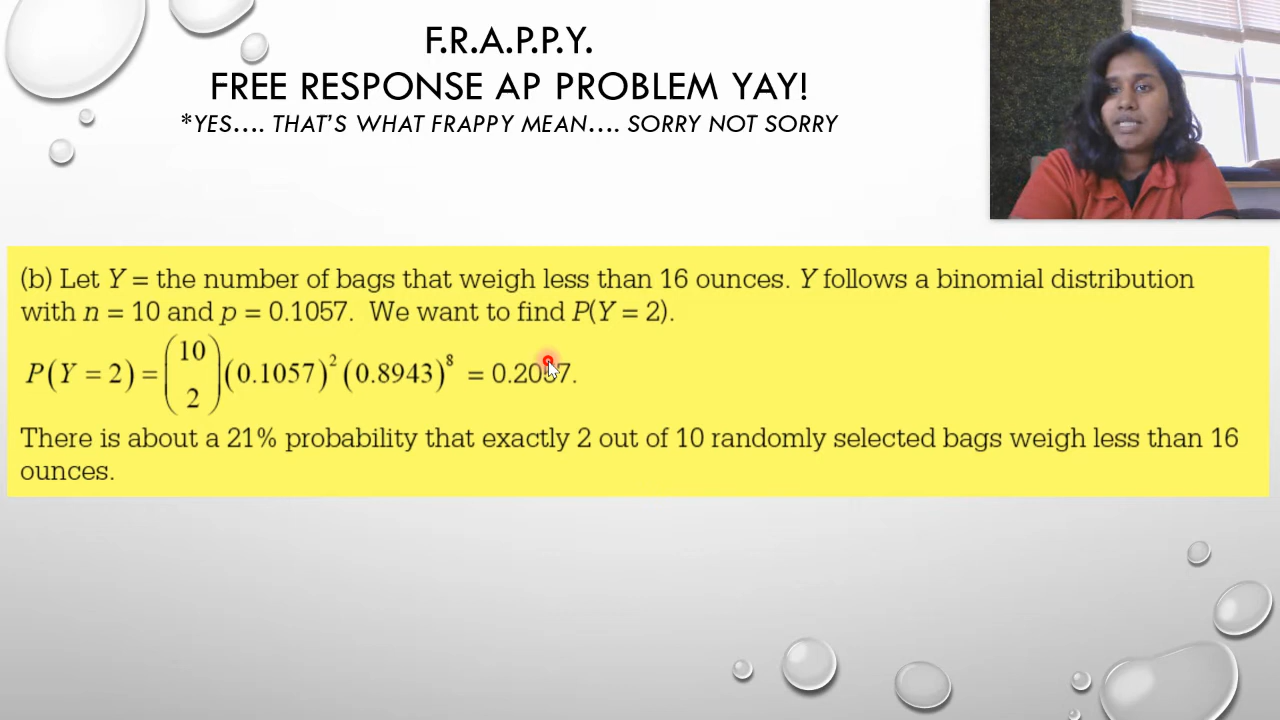 F.R.A.P.P.Y.
FREE RESPONSE AP PROBLEM YAY!
*YES…. THAT'S WHAT FRAPPY MEAN…. SORRY NOT SORRY
(b) Let Y = the number of bags that weigh less than 16 ounces. Y follows a binomial distribution
with n = 10 and p = 0.1057. We want to find P(Y = 2).
P(Y = 2) = (10 2) (0.1057)² (0.8943)⁸ = 0.2057.
There is about a 21% probability that exactly 2 out of 10 randomly selected bags weigh less than 16
ounces.